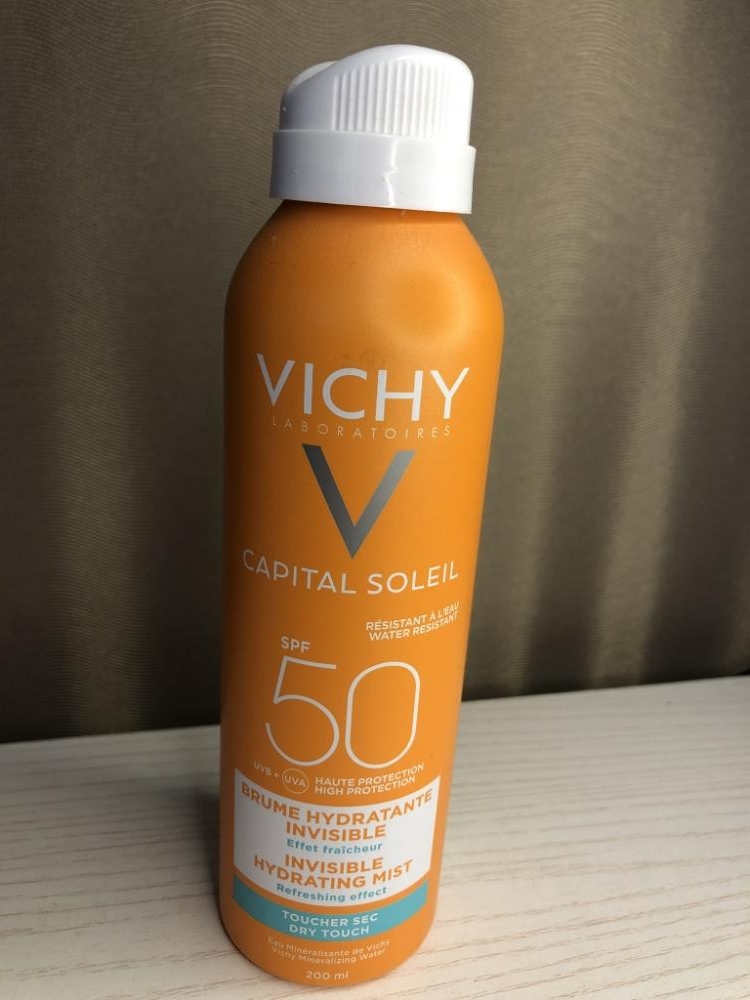 VICHY
LABORATOIRES
V
CAPITAL SOLEIL
RÉSISTANT À L'EAU
WATER RESISTANT
SPF
50
UVB + UVA
HAUTE PROTECTION
HIGH PROTECTION
BRUME HYDRATANTE
INVISIBLE
Effet fraîcheur
INVISIBLE
HYDRATING MIST
Refreshing effect
TOUCHER SEC
DRY TOUCH
Eau Minéralisante de Vichy
Vichy Mineralizing Water
200 ml